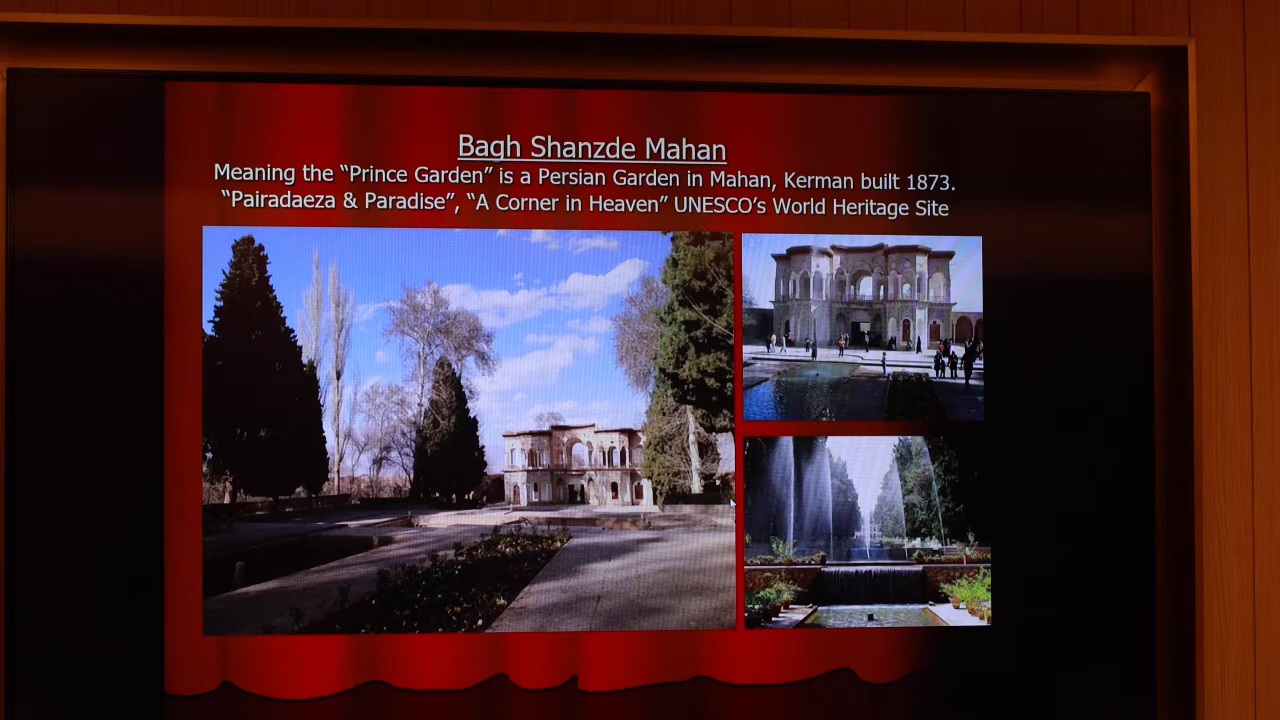 Bagh Shanzde Mahan
Meaning the “Prince Garden” is a Persian Garden in Mahan, Kerman built 1873.
“Pairadaeza & Paradise”, “A Corner in Heaven” UNESCO’s World Heritage Site